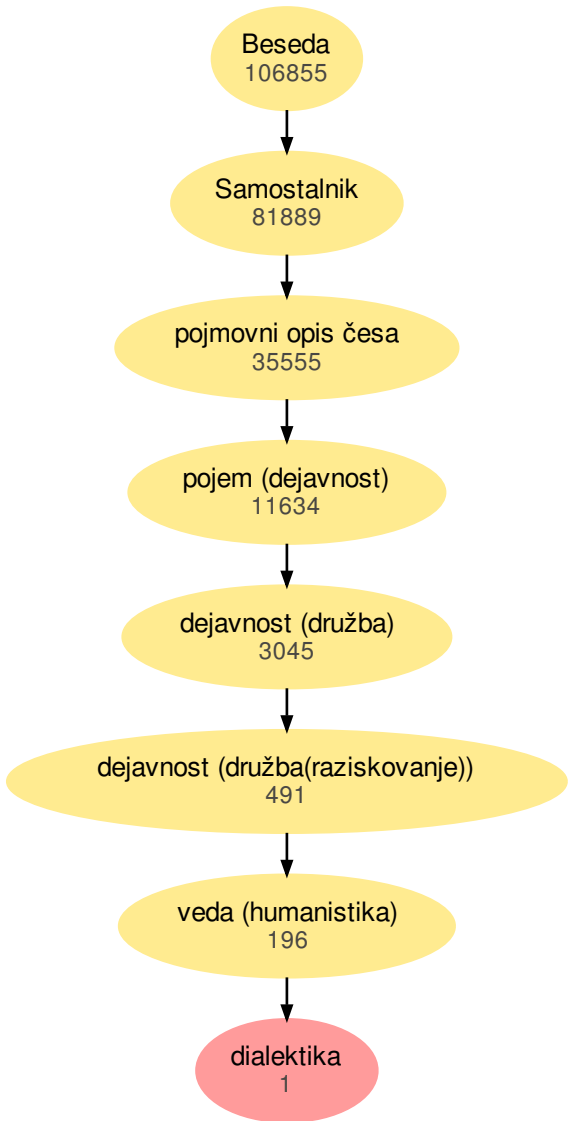 Beseda
106855
Samostalnik
81889
pojmovni opis česa
35555
pojem (dejavnost)
11634
dejavnost (družba)
3045
dejavnost (družba(raziskovanje))
491
veda (humanistika)
196
dialektika
1